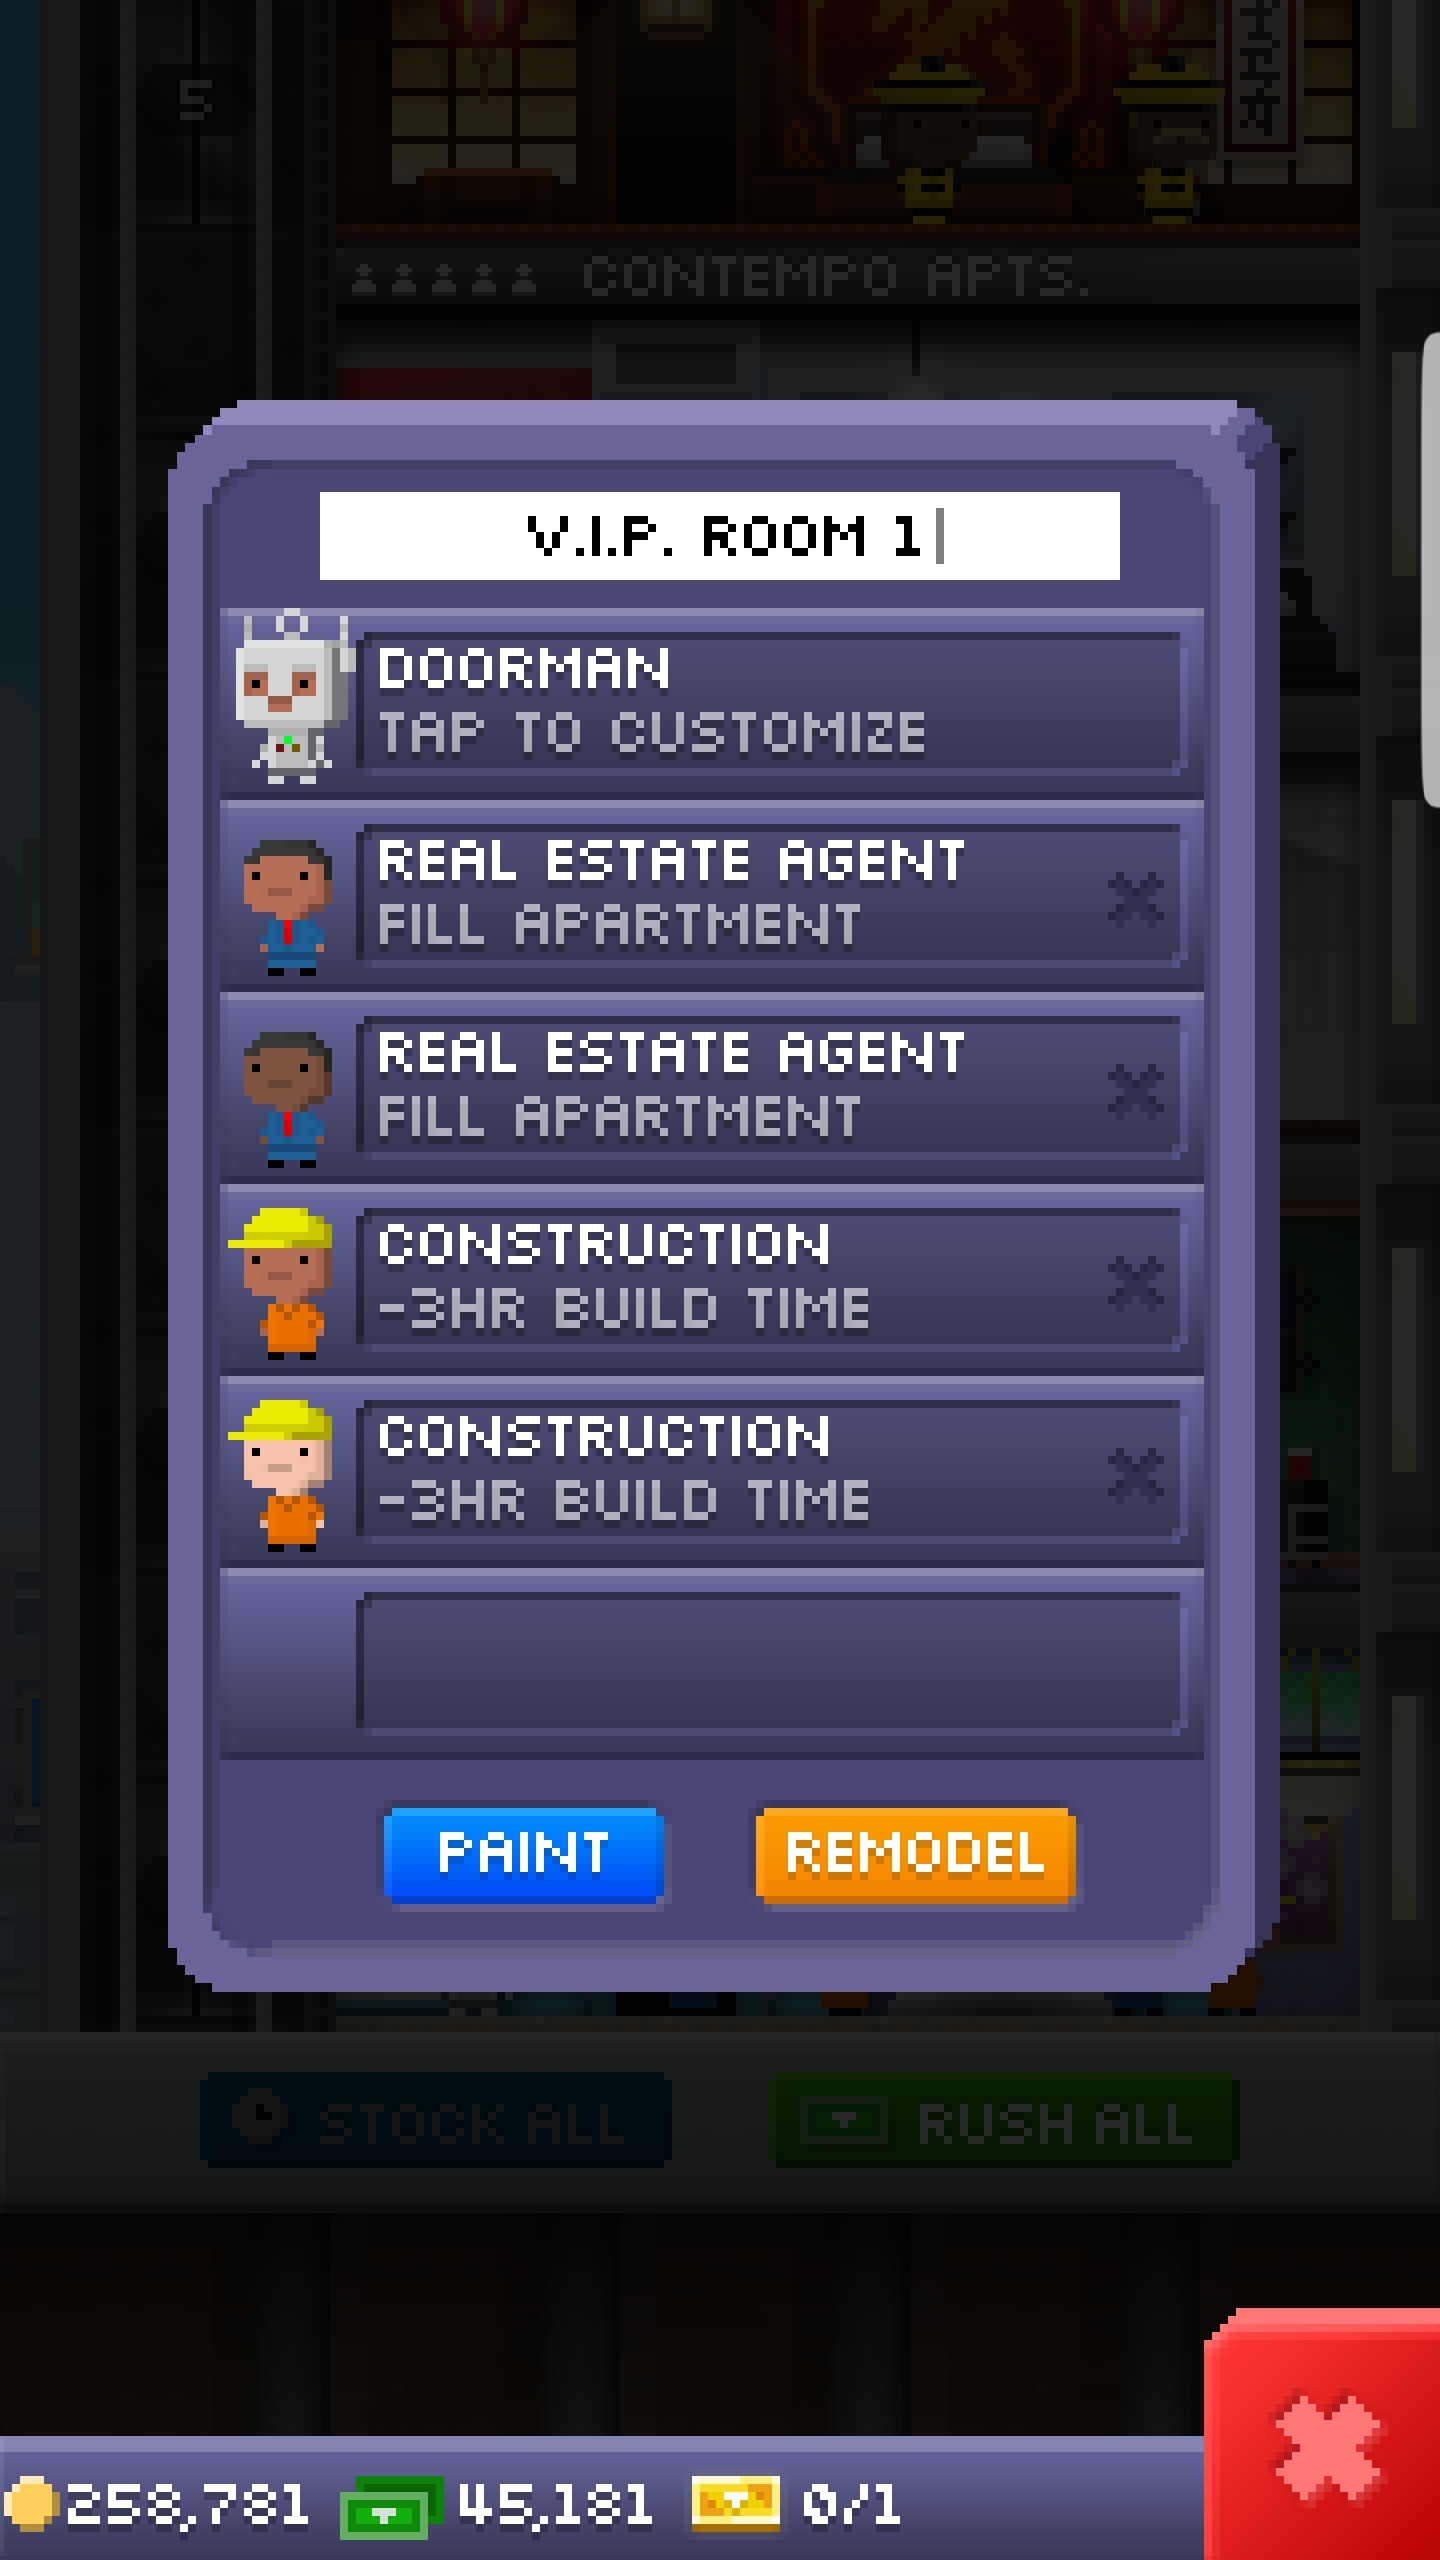 5
CONTEMPO APTS.
V.I.P. ROOM 1
DOORMAN
TAP TO CUSTOMIZE
REAL ESTATE AGENT
FILL APARTMENT
REAL ESTATE AGENT
FILL APARTMENT
CONSTRUCTION
-3HR BUILD TIME
CONSTRUCTION
-3HR BUILD TIME
PAINT
REMODEL
STOCK ALL
RUSH ALL
258,781
45,181
0/1